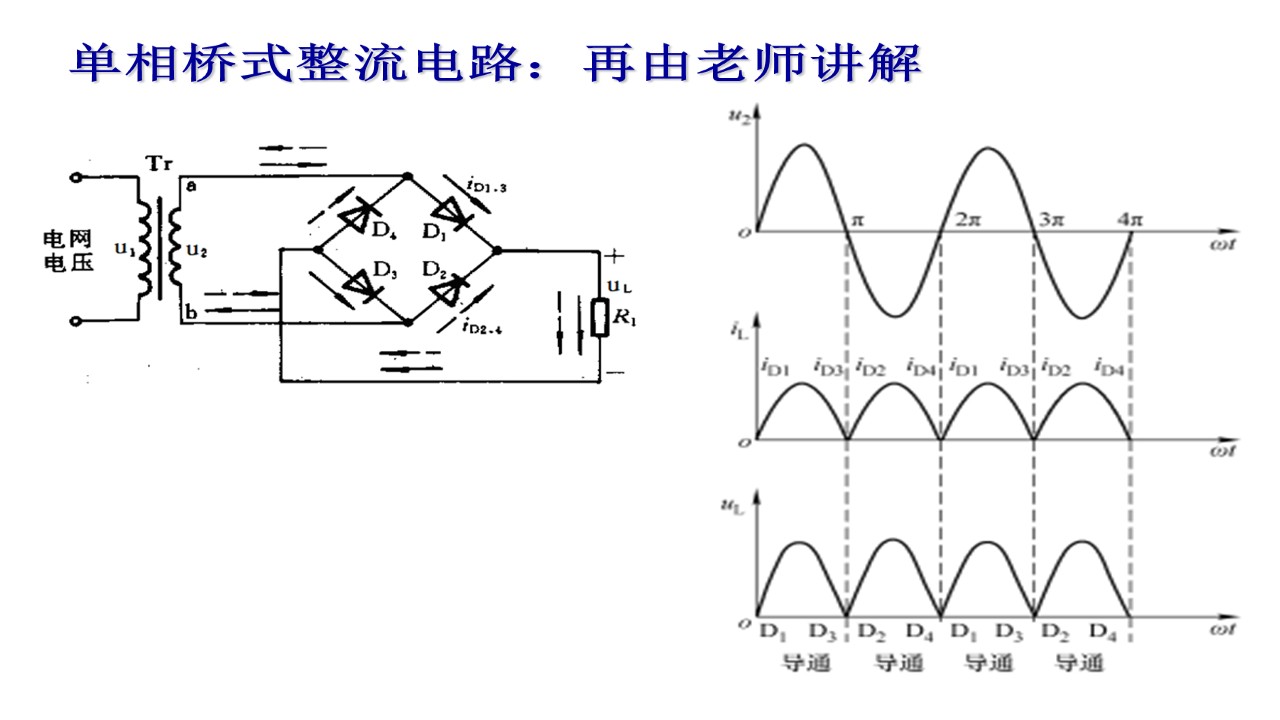 单相桥式整流电路：再由老师讲解
Tr
a
电网
电压
u₁
u₂
b
D₄
D₁
D₃
D₂
iD1.3
iD2.4
+
uL
R₁
−
u₂
o
π
2π
3π
4π
ωt
iL
iD1 iD3 iD2 iD4 iD1 iD3 iD2 iD4
o
ωt
uL
o
ωt
D₁ D₃ D₂ D₄ D₁ D₃ D₂ D₄
导通 导通 导通 导通